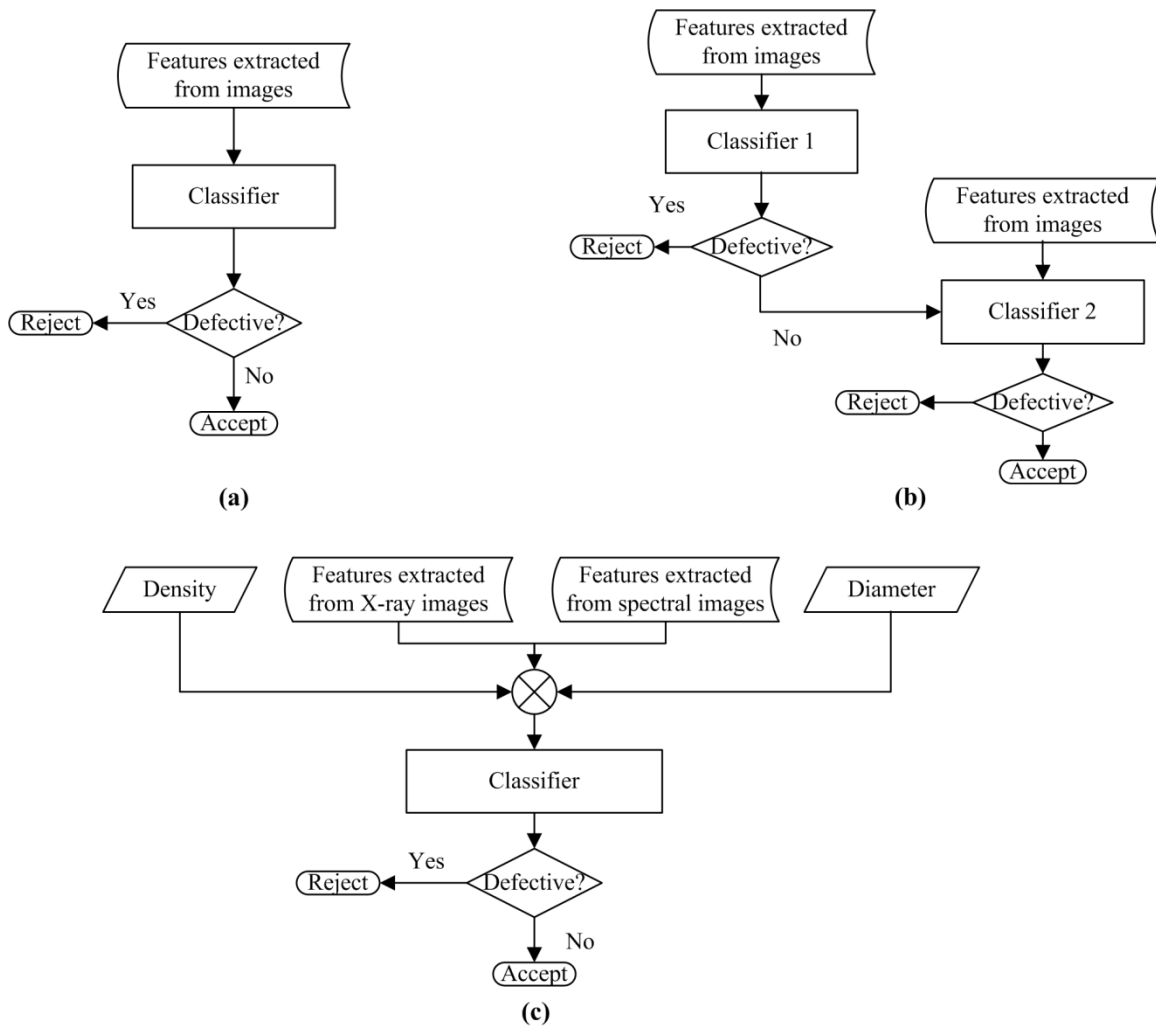 Features extracted
from images
Classifier
Yes
Reject
Defective?
No
Accept
(a)
Features extracted
from images
Classifier 1
Yes
Reject
Defective?
No
Features extracted
from images
Classifier 2
Reject
Defective?
Accept
(b)
Density
Features extracted
from X-ray images
Features extracted
from spectral images
Diameter
Classifier
Yes
Reject
Defective?
No
Accept
(c)